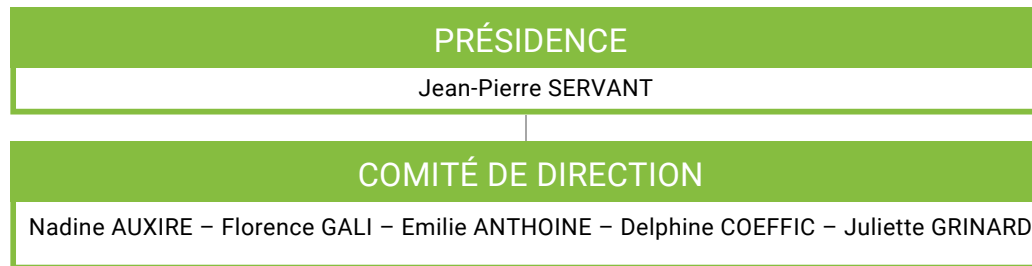 PRÉSIDENCE
Jean-Pierre SERVANT
COMITÉ DE DIRECTION
Nadine AUXIRE – Florence GALI – Emilie ANTHOINE – Delphine COEFFIC – Juliette GRINARD